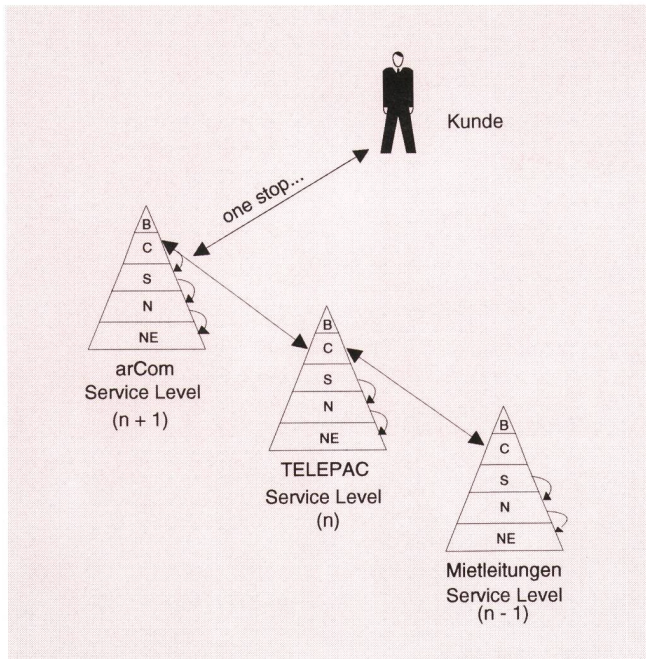 Kunde
one stop...
B
C
S
N
NE
arCom
Service Level
(n + 1)
B
C
S
N
NE
TELEPAC
Service Level
(n)
B
C
S
N
NE
Mietleitungen
Service Level
(n - 1)